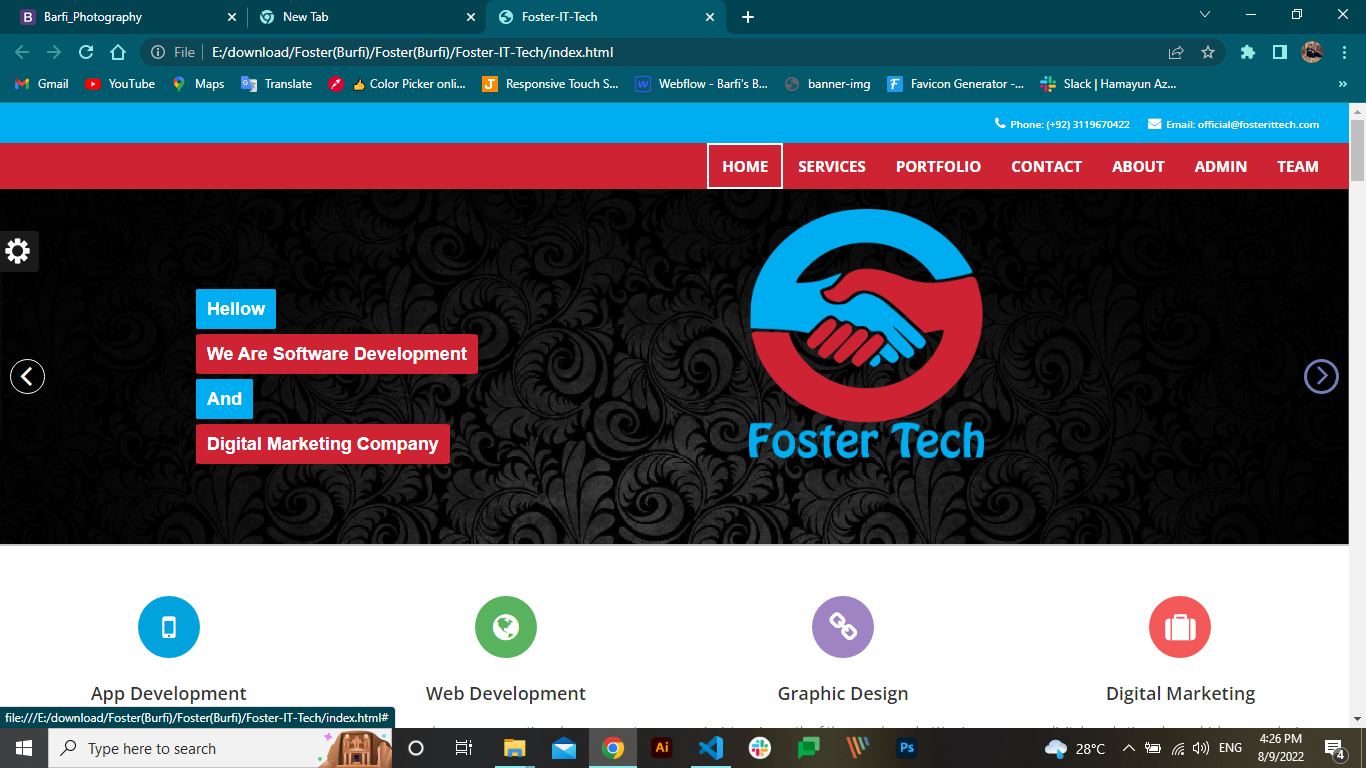 Barfi_Photography
New Tab
Foster-IT-Tech
File
E:/download/Foster(Burfi)/Foster(Burfi)/Foster-IT-Tech/index.html
Gmail
YouTube
Maps
Translate
Color Picker onli...
Responsive Touch S...
Webflow - Barfi's B...
banner-img
Favicon Generator -...
Slack | Hamayun Az...
Phone: (+92) 3119670422
Email: official@fosterittech.com
HOME SERVICES PORTFOLIO CONTACT ABOUT ADMIN TEAM
Hellow
We Are Software Development
And
Digital Marketing Company
Foster Tech
App Development
Web Development
Graphic Design
Digital Marketing
file:///E:/download/Foster(Burfi)/Foster(Burfi)/Foster-IT-Tech/index.html#
Type here to search
Ai
Ps
28°C
ENG
4:26 PM
8/9/2022
4